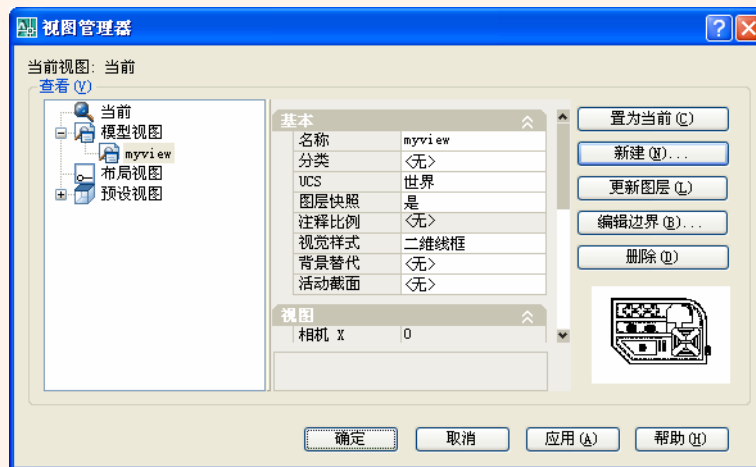 视图管理器
当前视图: 当前
查看(V)
当前
模型视图
myview
布局视图
预设视图
基本
名称 myview
分类 <无>
UCS 世界
图层快照 是
注释比例 <无>
视觉样式 二维线框
背景替代 <无>
活动截面 <无>
视图
相机 X 0
置为当前(C)
新建(N)...
更新图层(L)
编辑边界(B)...
删除(D)
确定
取消
应用(A)
帮助(H)